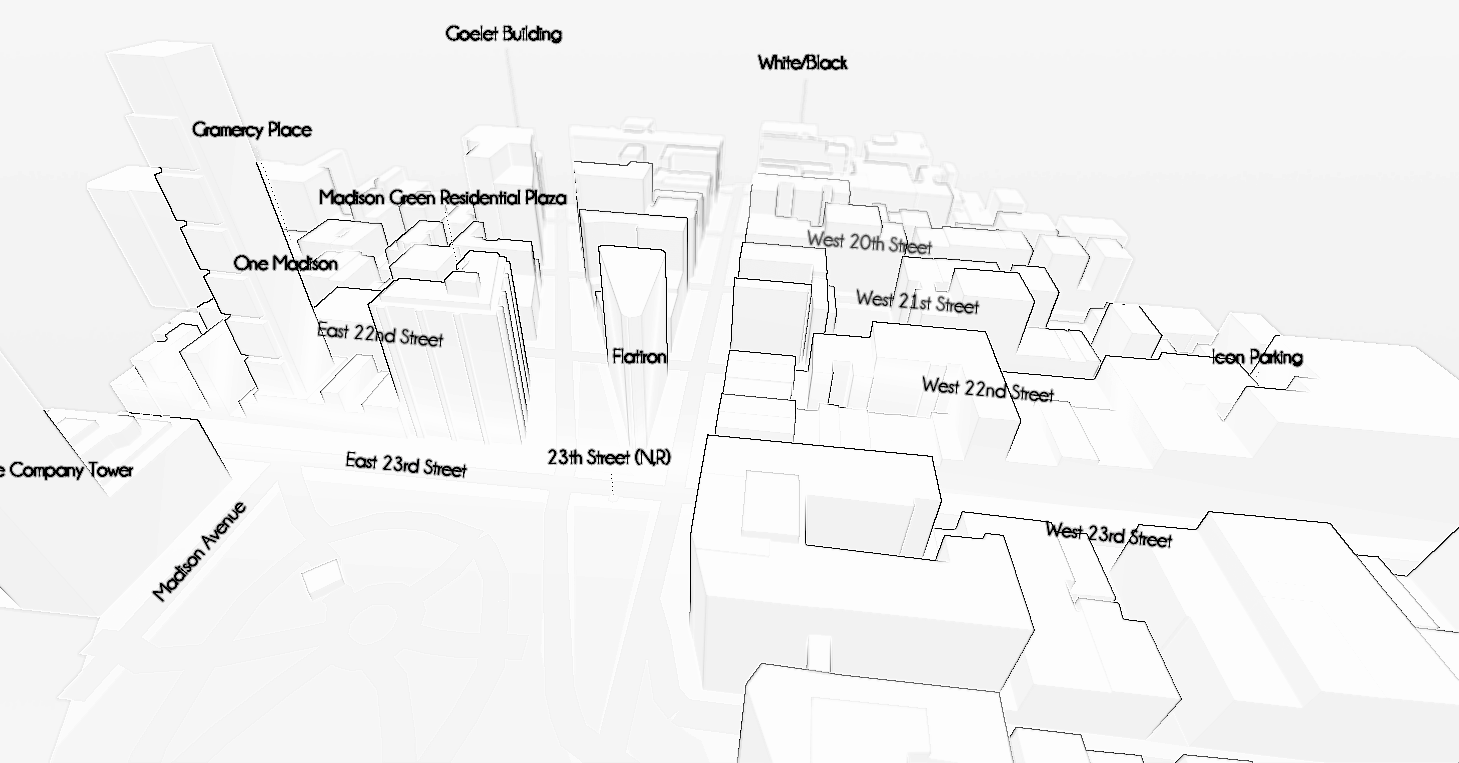 Goelet Building
White/Black
Gramercy Place
Madison Green Residential Plaza
West 20th Street
One Madison
West 21st Street
East 22nd Street
Flatiron
Icon Parking
West 22nd Street
23th Street (N,R)
East 23rd Street
e Company Tower
West 23rd Street
Madison Avenue